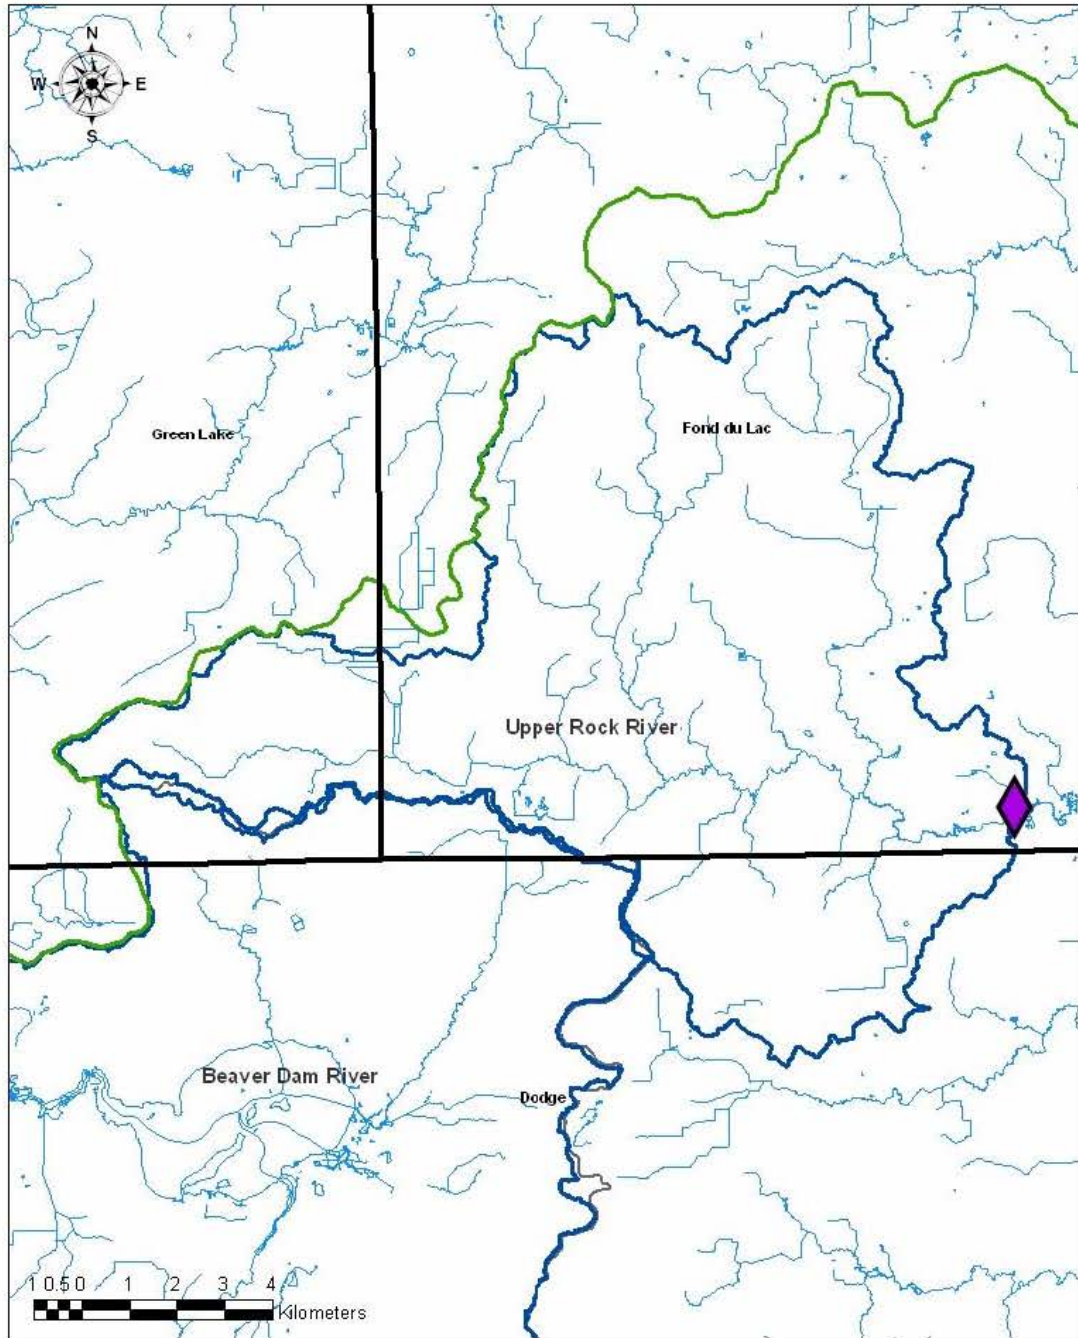 N
W E
S
Green Lake
Fond du Lac
Upper Rock River
Beaver Dam River
Dodge
1 0.5 0 1 2 3 4
Kilometers